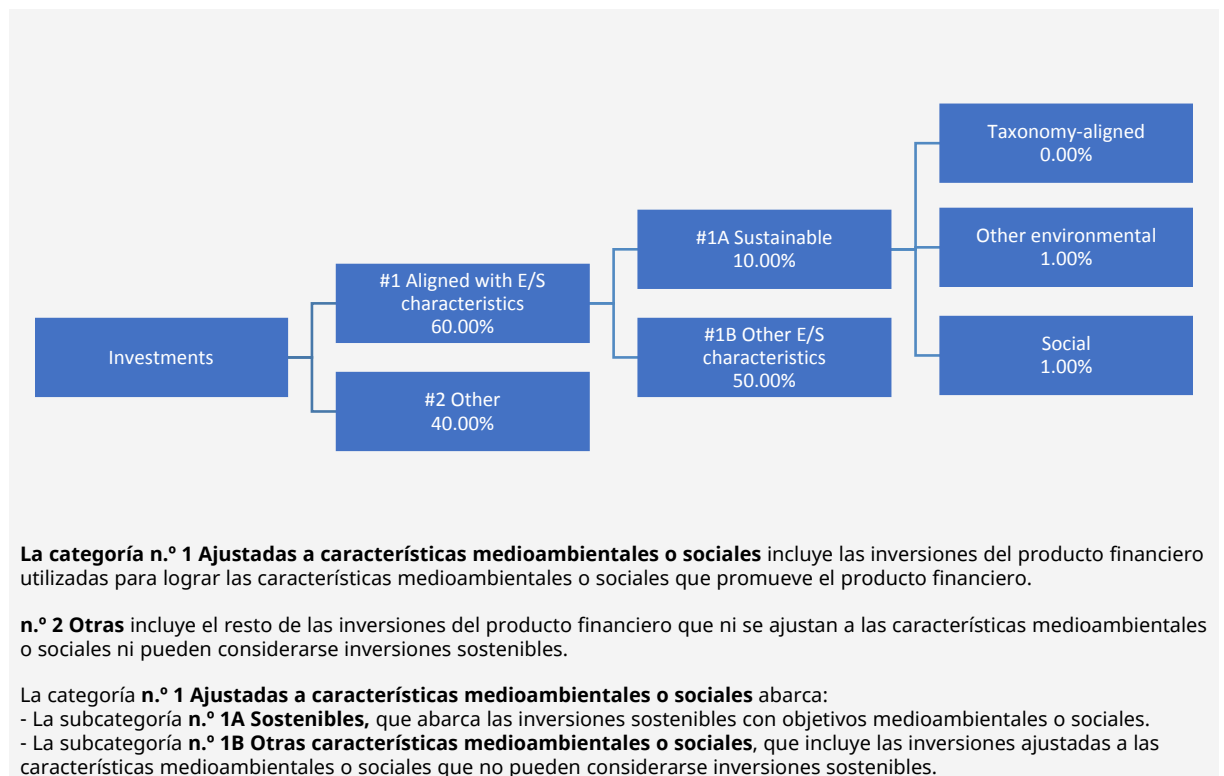 Investments
#1 Aligned with E/S
characteristics
60.00%
#2 Other
40.00%
#1A Sustainable
10.00%
#1B Other E/S
characteristics
50.00%
Taxonomy-aligned
0.00%
Other environmental
1.00%
Social
1.00%
La categoría n.º 1 Ajustadas a características medioambientales o sociales incluye las inversiones del producto financiero
utilizadas para lograr las características medioambientales o sociales que promueve el producto financiero.
n.º 2 Otras incluye el resto de las inversiones del producto financiero que ni se ajustan a las características medioambientales
o sociales ni pueden considerarse inversiones sostenibles.
La categoría n.º 1 Ajustadas a características medioambientales o sociales abarca:
- La subcategoría n.º 1A Sostenibles, que abarca las inversiones sostenibles con objetivos medioambientales o sociales.
- La subcategoría n.º 1B Otras características medioambientales o sociales, que incluye las inversiones ajustadas a las
características medioambientales o sociales que no pueden considerarse inversiones sostenibles.